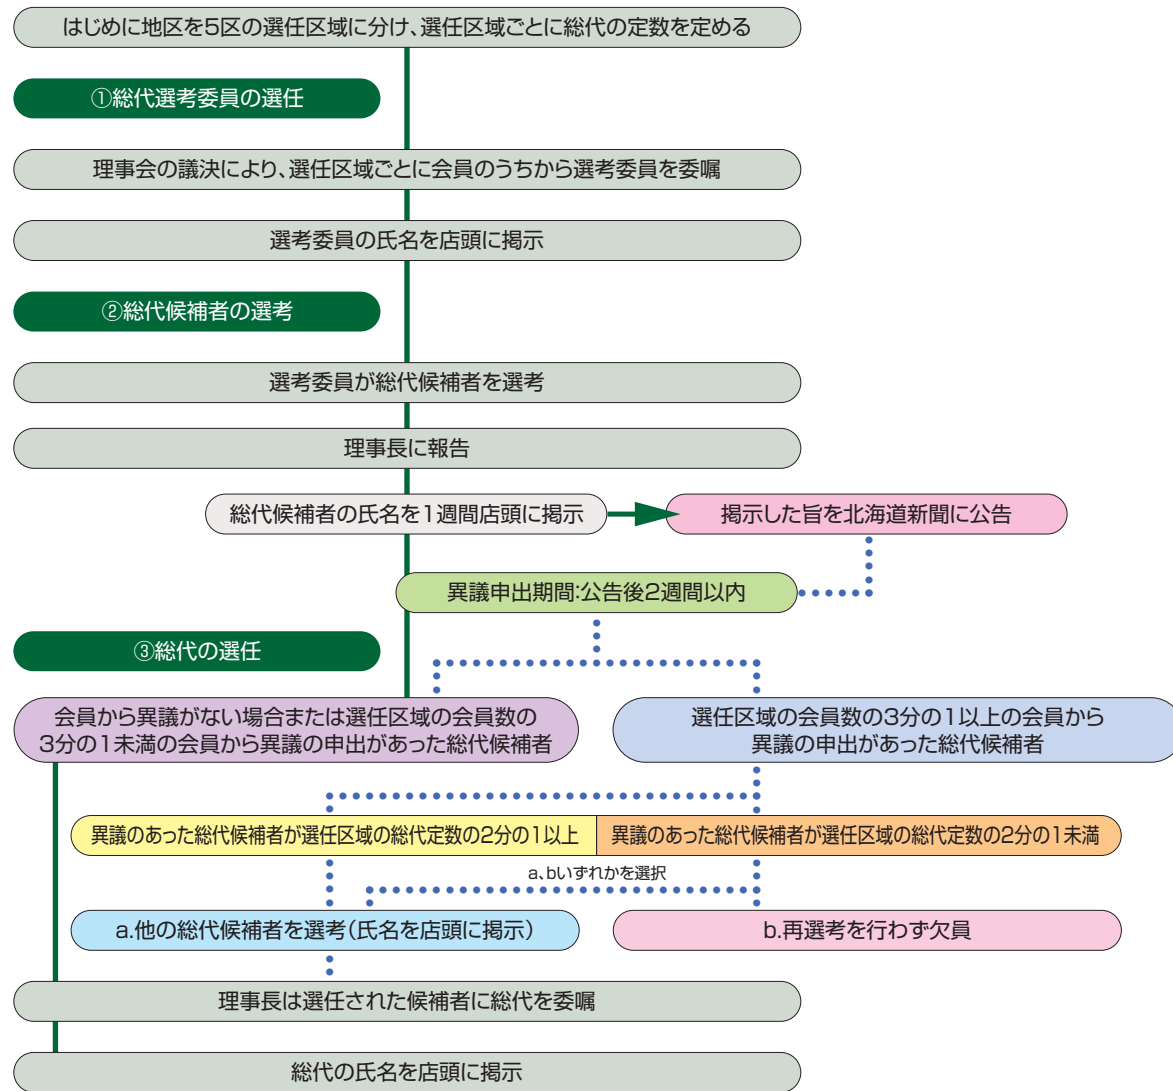 はじめに地区を5区の選任区域に分け、選任区域ごとに総代の定数を定める
①総代選考委員の選任
理事会の議決により、選任区域ごとに会員のうちから選考委員を委嘱
選考委員の氏名を店頭に掲示
②総代候補者の選考
選考委員が総代候補者を選考
理事長に報告
総代候補者の氏名を1週間店頭に掲示
掲示した旨を北海道新聞に公告
異議申出期間:公告後2週間以内
③総代の選任
会員から異議がない場合または選任区域の会員数の
3分の1未満の会員から異議の申出があった総代候補者
選任区域の会員数の3分の1以上の会員から
異議の申出があった総代候補者
異議のあった総代候補者が選任区域の総代定数の2分の1以上
異議のあった総代候補者が選任区域の総代定数の2分の1未満
a、bいずれかを選択
a.他の総代候補者を選考(氏名を店頭に掲示)
b.再選考を行わず欠員
理事長は選任された候補者に総代を委嘱
総代の氏名を店頭に掲示